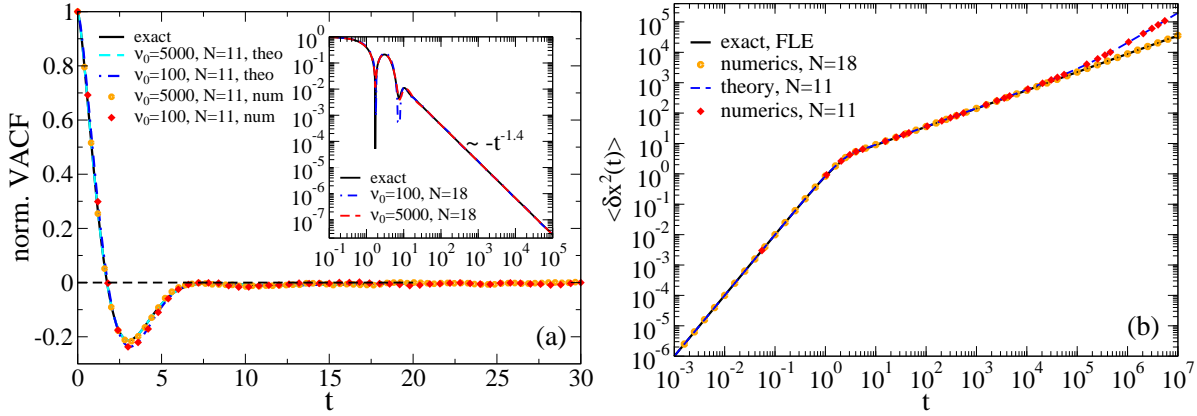 norm. VACF
1
0.8
0.6
0.4
0.2
0
-0.2
exact
ν₀=5000, N=11, theo
ν₀=100, N=11, theo
ν₀=5000, N=11, num
ν₀=100, N=11, num
10⁰
10⁻¹
10⁻²
10⁻³
10⁻⁴
10⁻⁵
10⁻⁶
10⁻⁷
~ -t⁻¹·⁴
exact
ν₀=100, N=18
ν₀=5000, N=18
10⁻¹ 10⁰ 10¹ 10² 10³ 10⁴ 10⁵
(a)
0 5 10 15 20 25 30
t
<δx²(t)>
10⁵
10⁴
10³
10²
10¹
10⁰
10⁻¹
10⁻²
10⁻³
10⁻⁴
10⁻⁵
10⁻⁶
exact, FLE
numerics, N=18
theory, N=11
numerics, N=11
(b)
10⁻³ 10⁻² 10⁻¹ 10⁰ 10¹ 10² 10³ 10⁴ 10⁵ 10⁶ 10⁷
t